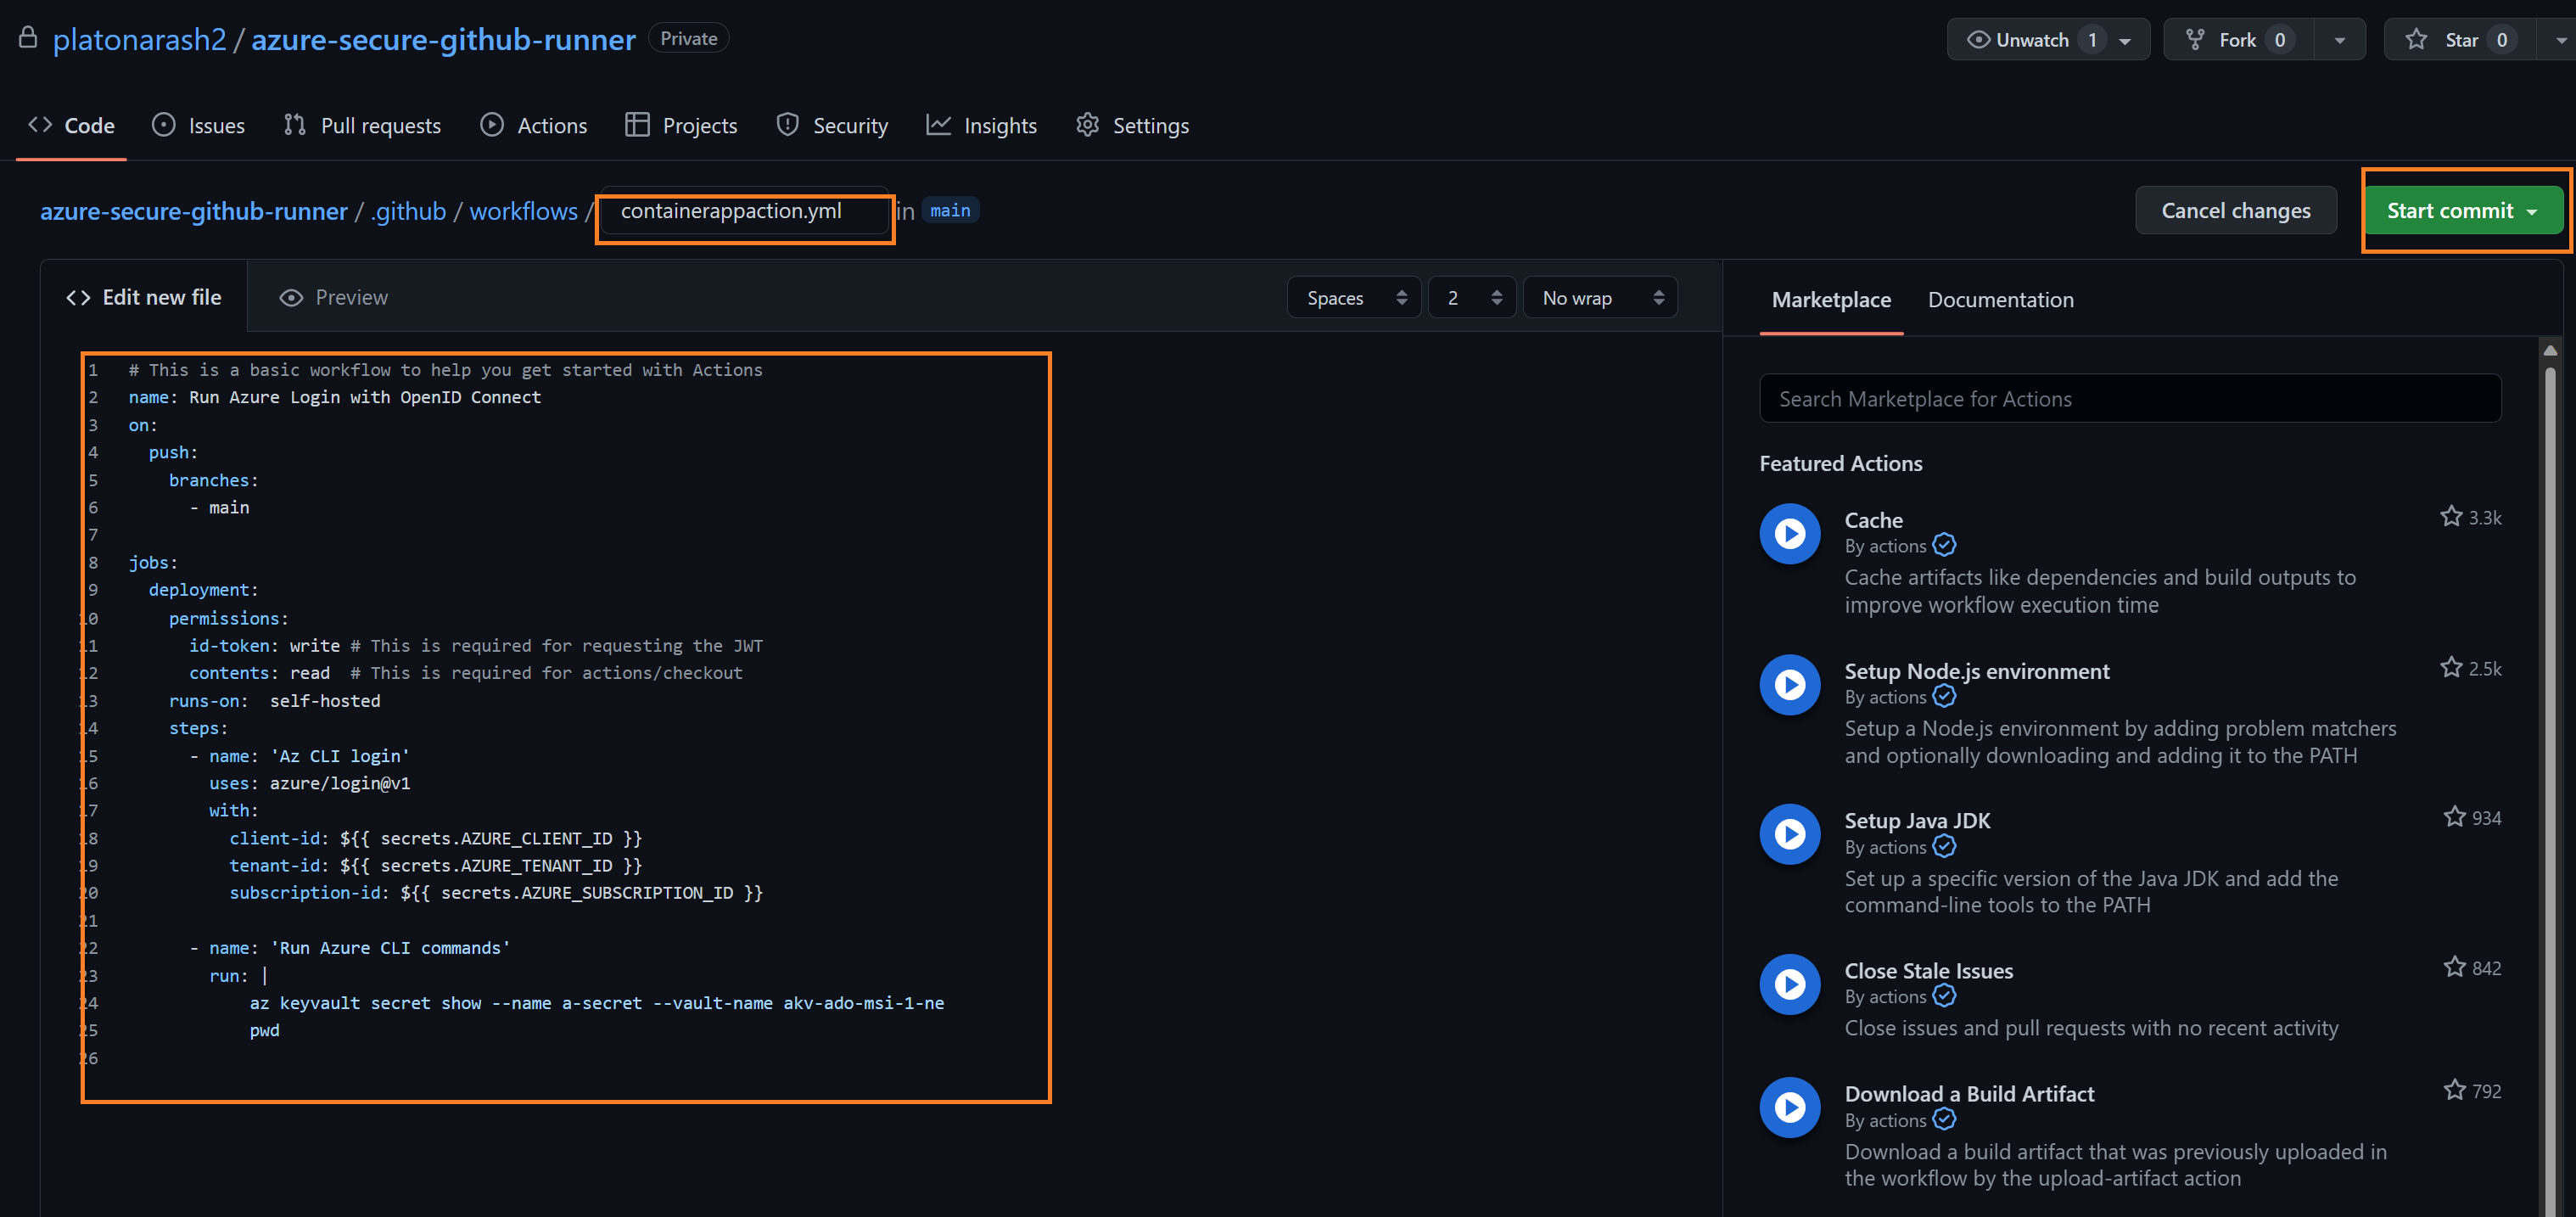 platonarash2 / azure-secure-github-runner Private
Unwatch 1 Fork 0 Star 0
Code Issues Pull requests Actions Projects Security Insights Settings
azure-secure-github-runner / .github / workflows / containerappaction.yml in main
Cancel changes Start commit
Edit new file Preview
Spaces 2 No wrap
1 # This is a basic workflow to help you get started with Actions
2 name: Run Azure Login with OpenID Connect
3 on:
4 push:
5 branches:
6 - main
7
8 jobs:
9 deployment:
10 permissions:
11 id-token: write # This is required for requesting the JWT
12 contents: read # This is required for actions/checkout
13 runs-on: self-hosted
14 steps:
15 - name: 'Az CLI login'
16 uses: azure/login@v1
17 with:
18 client-id: ${{ secrets.AZURE_CLIENT_ID }}
19 tenant-id: ${{ secrets.AZURE_TENANT_ID }}
20 subscription-id: ${{ secrets.AZURE_SUBSCRIPTION_ID }}
21
22 - name: 'Run Azure CLI commands'
23 run: |
24 az keyvault secret show --name a-secret --vault-name akv-ado-msi-1-ne
25 pwd
26
Marketplace Documentation
Search Marketplace for Actions
Featured Actions
Cache 3.3k
By actions
Cache artifacts like dependencies and build outputs to
improve workflow execution time
Setup Node.js environment 2.5k
By actions
Setup a Node.js environment by adding problem matchers
and optionally downloading and adding it to the PATH
Setup Java JDK 934
By actions
Set up a specific version of the Java JDK and add the
command-line tools to the PATH
Close Stale Issues 842
By actions
Close issues and pull requests with no recent activity
Download a Build Artifact 792
By actions
Download a build artifact that was previously uploaded in
the workflow by the upload-artifact action